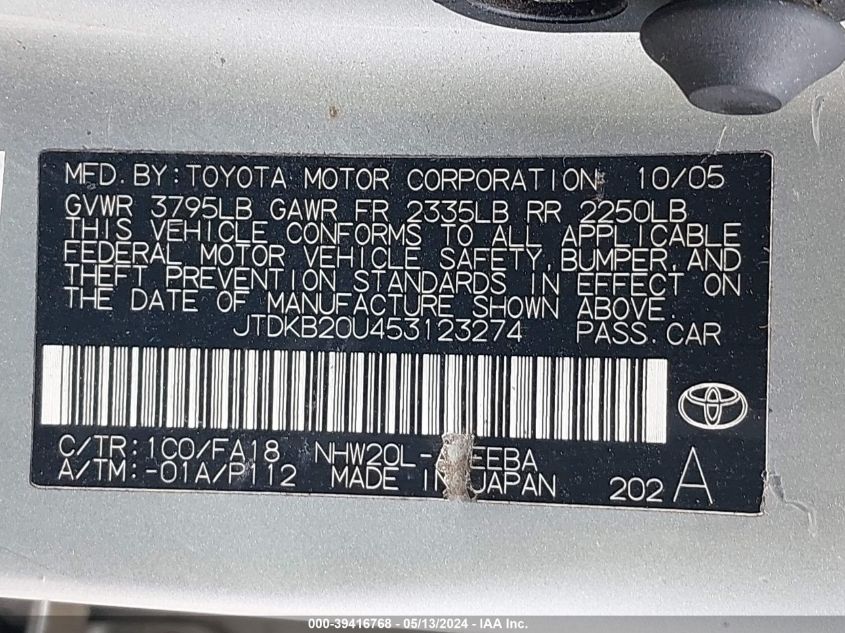 MFD. BY: TOYOTA MOTOR CORPORATION 10/05
GVWR 3795LB GAWR FR 2335LB RR 2250LB
THIS VEHICLE CONFORMS TO ALL APPLICABLE
FEDERAL MOTOR VEHICLE SAFETY, BUMPER, AND
THEFT PREVENTION STANDARDS IN EFFECT ON
THE DATE OF MANUFACTURE SHOWN ABOVE.
JTDKB20U453123274 PASS. CAR
C/TR: 1C0/FA18 NHW20L-
A/TM: -01A/P112 MADE IN JAPAN 202 A
000-39416768 - 05/13/2024 - IAA Inc.